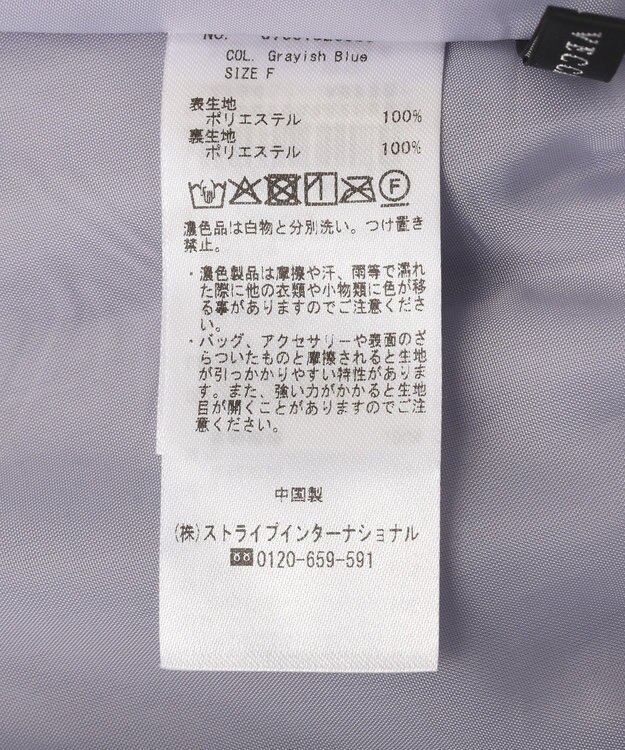 COL. Grayish Blue
SIZE F
表生地
ポリエステル 100%
裏生地
ポリエステル 100%
F
濃色品は白物と分別洗い。つけ置き
禁止。
・濃色製品は摩擦や汗、雨等で濡れ
た際に他の衣類や小物類に色が移
る事がありますのでご注意くださ
い。
・バッグ、アクセサリーや表面のざ
らついたものと摩擦されると生地
が引っかかりやすい特性がありま
す。また、強い力がかかると生地
目が開くことがありますのでご注
意ください。
中国製
(株)ストライプインターナショナル
0120-659-591